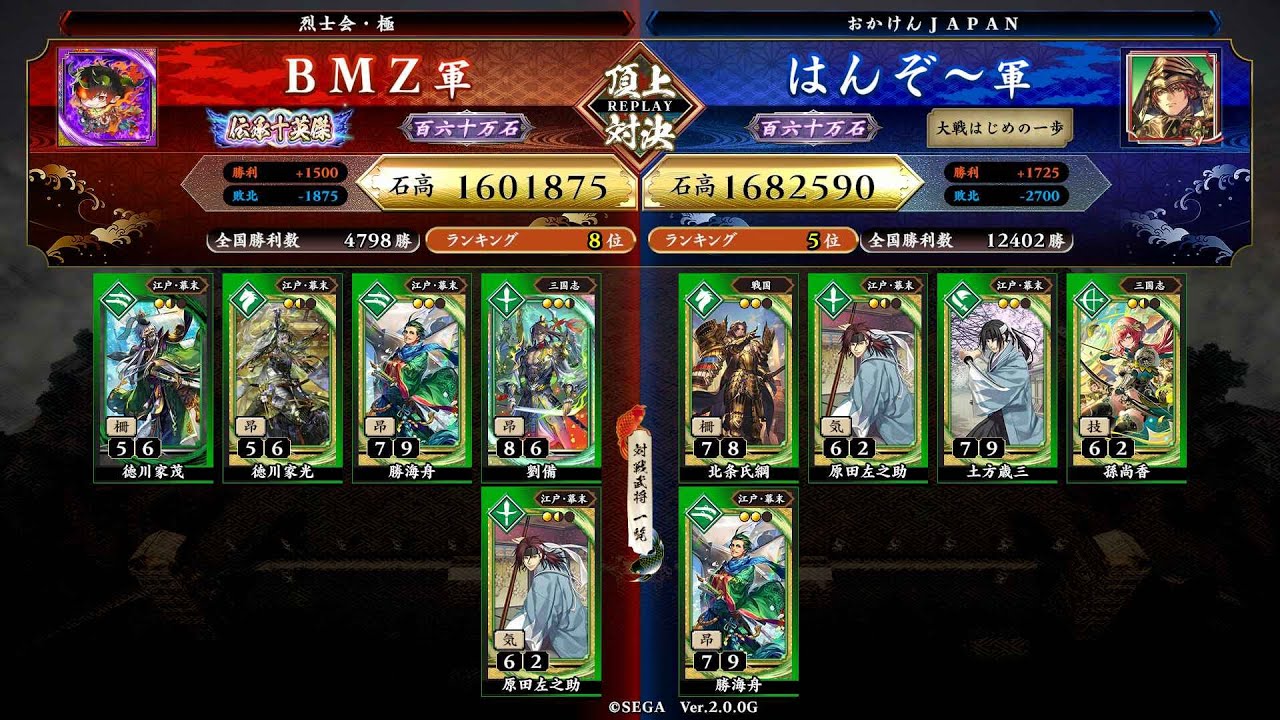 烈士会・極
おかけんJAPAN
BMZ軍
頂上
REPLAY
対決
はんぞ～軍
伝承十英傑
百六十万石
百六十万石
大戦はじめの一歩
勝利 +1500
敗北 -1875
石高 1601875
石高 1682590
勝利 +1725
敗北 -2700
全国勝利数 4798勝
ランキング 8位
ランキング 5位
全国勝利数 12402勝
江戸・幕末
江戸・幕末
江戸・幕末
三国志
戦国
江戸・幕末
江戸・幕末
三国志
柵
昂
昂
昂
柵
気
技
5 6
5 6
7 9
8 6
7 8
6 2
7 9
6 2
徳川家茂
徳川家光
勝海舟
劉備
北条氏綱
原田左之助
土方歳三
孫尚香
対戦武将一覧
江戸・幕末
江戸・幕末
気
昂
6 2
7 9
原田左之助
勝海舟
©SEGA Ver.2.0.0G